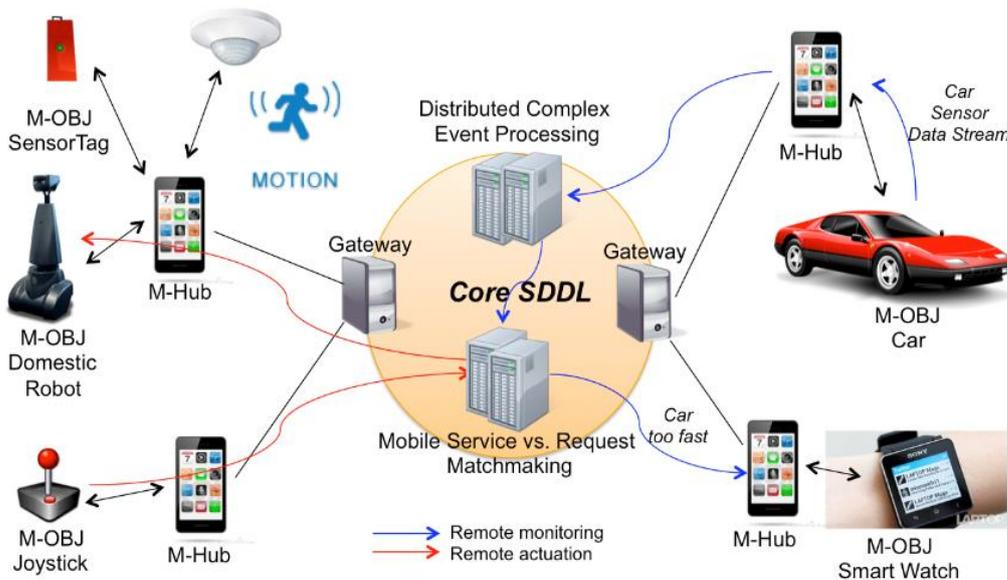 M-OBJ
SensorTag
MOTION
Distributed Complex
Event Processing
M-Hub
Car
Sensor
Data Stream
M-Hub
Gateway
Gateway
Core SDDL
M-OBJ
Domestic
Robot
M-OBJ
Car
Mobile Service vs. Request
Matchmaking
Car
too fast
M-OBJ
Joystick
M-Hub
Remote monitoring
Remote actuation
M-Hub
SONY
M-OBJ
Smart Watch